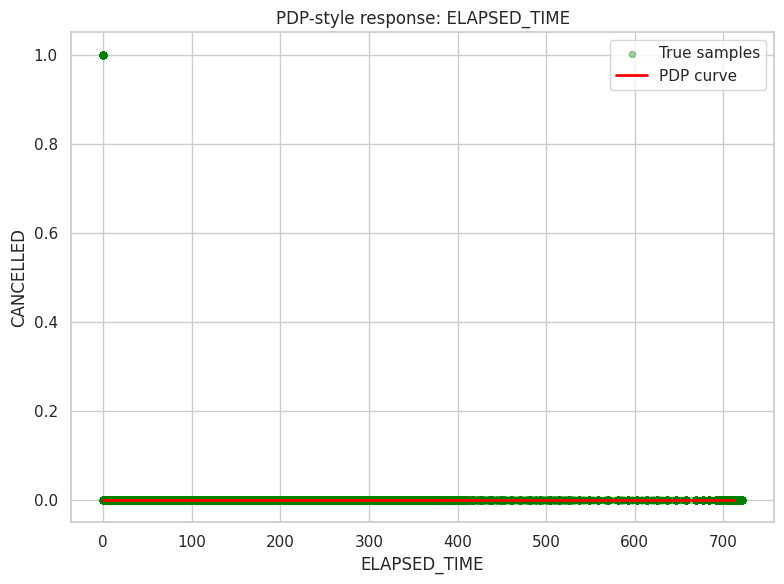 PDP-style response: ELAPSED_TIME
True samples
PDP curve
1.0
0.8
0.6
0.4
0.2
0.0
CANCELLED
0 100 200 300 400 500 600 700
ELAPSED_TIME